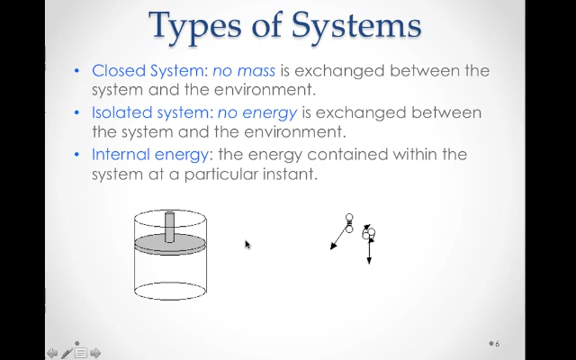 Types of Systems
• Closed System: no mass is exchanged between the
system and the environment.
• Isolated system: no energy is exchanged between
the system and the environment.
• Internal energy: the energy contained within the
system at a particular instant.
6